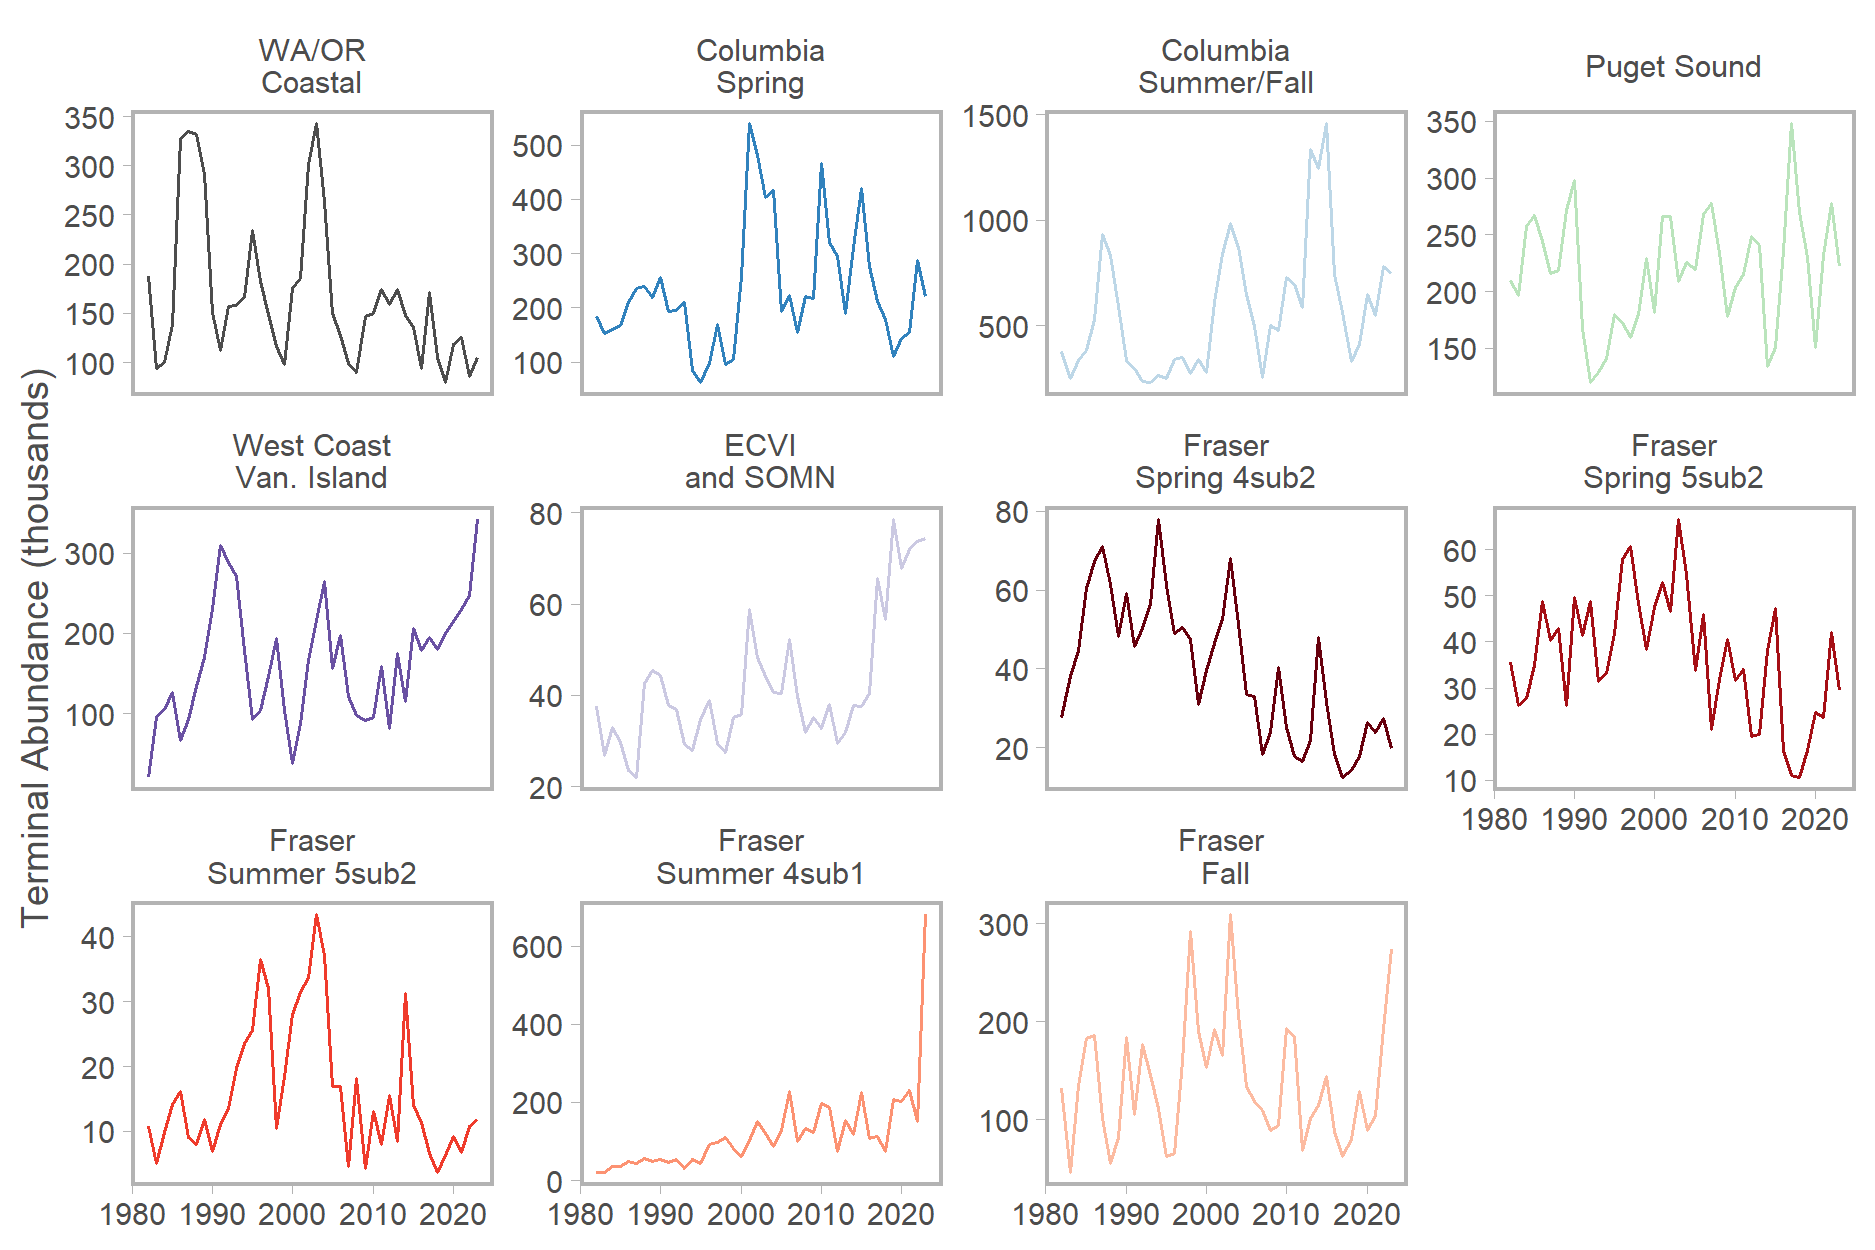 WA/OR
Coastal
Columbia
Spring
Columbia
Summer/Fall
Puget Sound
350
300
250
200
150
100
500
400
300
200
100
1500
1000
500
350
300
250
200
150
Terminal Abundance (thousands)
West Coast
Van. Island
ECVI
and SOMN
Fraser
Spring 4sub2
Fraser
Spring 5sub2
300
200
100
80
60
40
20
80
60
40
20
60
50
40
30
20
10
1980 1990 2000 2010 2020
Fraser
Summer 5sub2
Fraser
Summer 4sub1
Fraser
Fall
40
30
20
10
600
400
200
0
300
200
100
1980 1990 2000 2010 2020
1980 1990 2000 2010 2020
1980 1990 2000 2010 2020